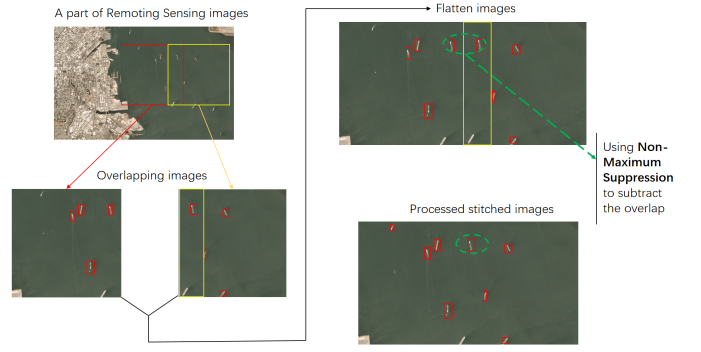 A part of Remoting Sensing images
Flatten images
Overlapping images
Using Non-
Maximum
Suppression
to subtract
the overlap
Processed stitched images